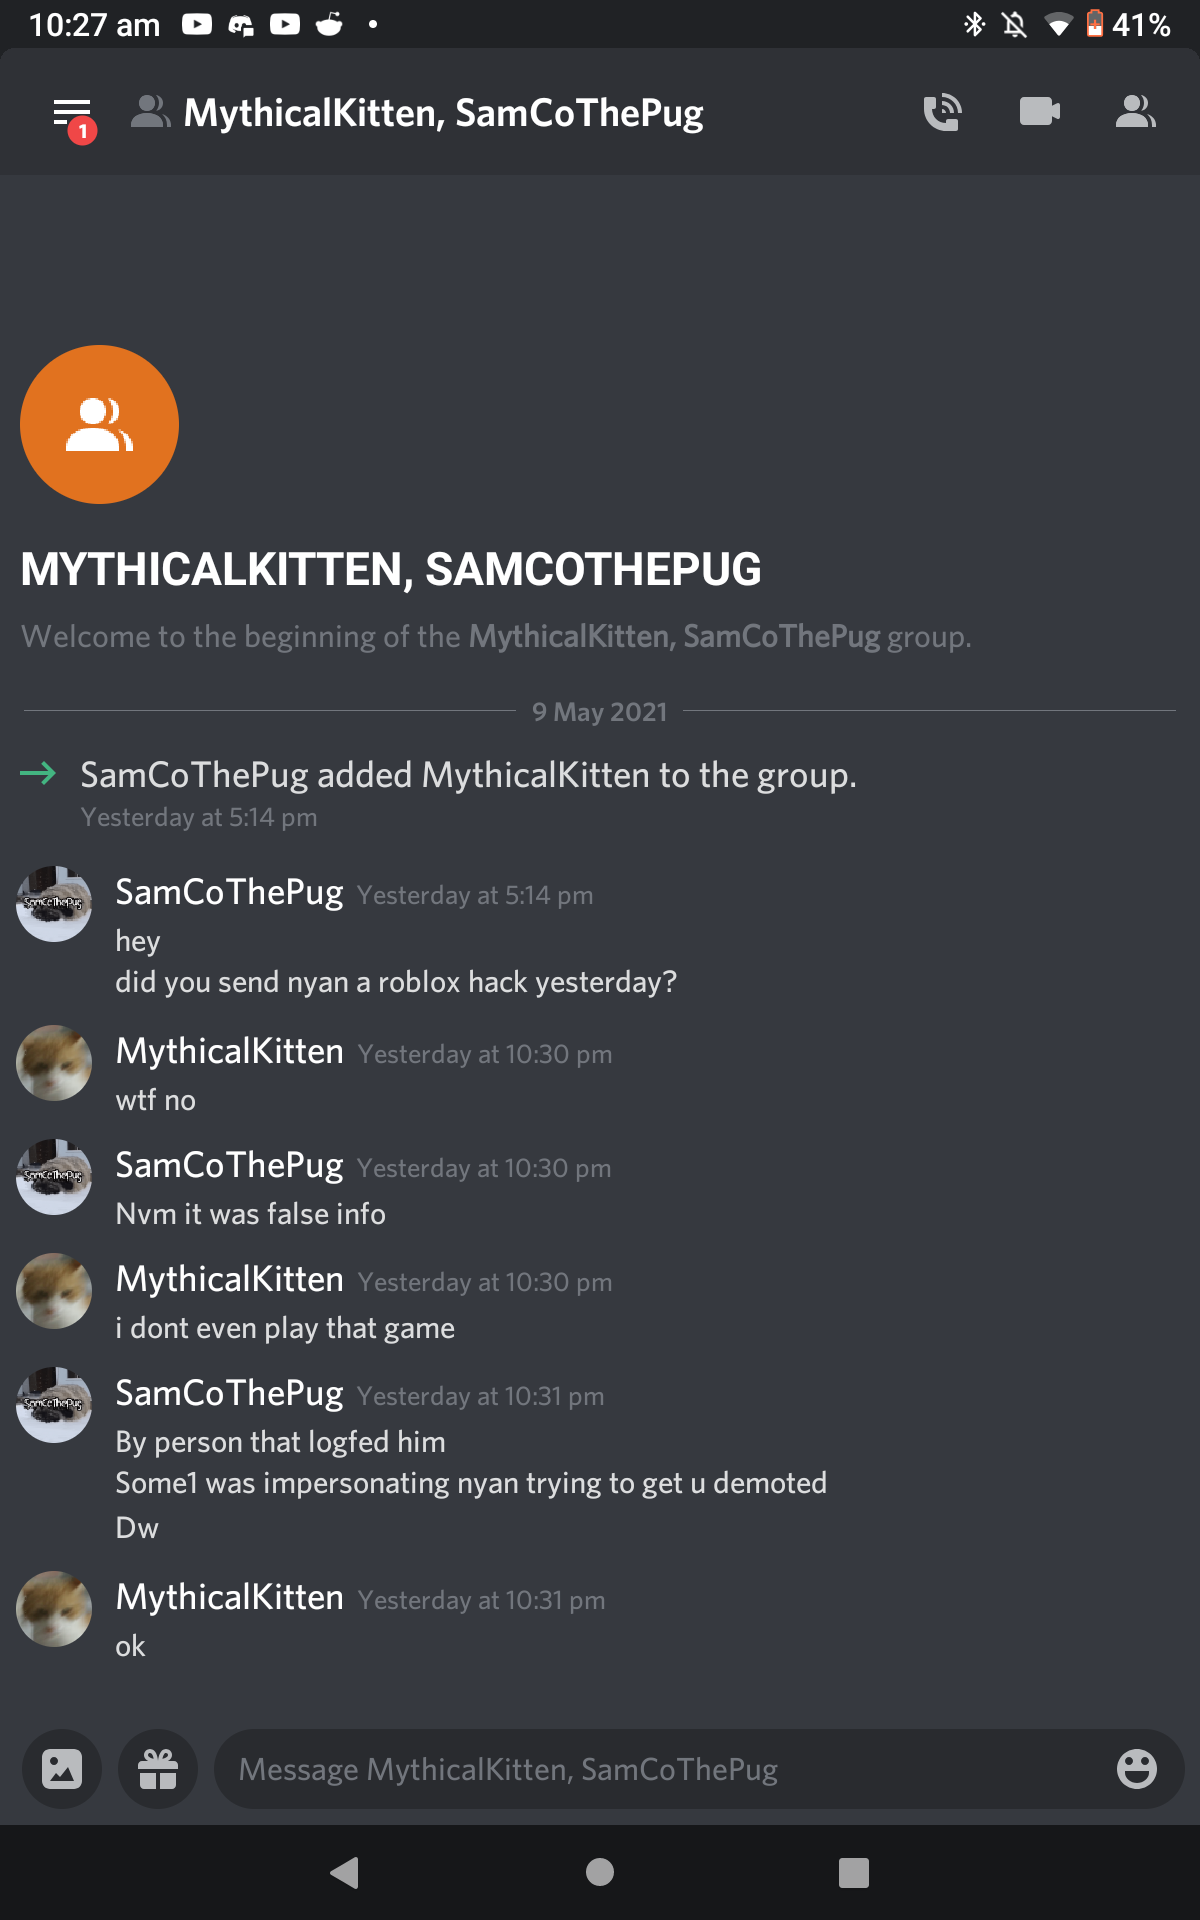 10:27 am
41%
1
MythicalKitten, SamCoThePug
MYTHICALKITTEN, SAMCOTHEPUG
Welcome to the beginning of the MythicalKitten, SamCoThePug group.
9 May 2021
SamCoThePug added MythicalKitten to the group.
Yesterday at 5:14 pm
SamCoThePug Yesterday at 5:14 pm
SamCoThePug
hey
did you send nyan a roblox hack yesterday?
MythicalKitten Yesterday at 10:30 pm
wtf no
SamCoThePug Yesterday at 10:30 pm
SamCoThePug
Nvm it was false info
MythicalKitten Yesterday at 10:30 pm
i dont even play that game
SamCoThePug Yesterday at 10:31 pm
SamCoThePug
By person that logfed him
Some1 was impersonating nyan trying to get u demoted
Dw
MythicalKitten Yesterday at 10:31 pm
ok
Message MythicalKitten, SamCoThePug